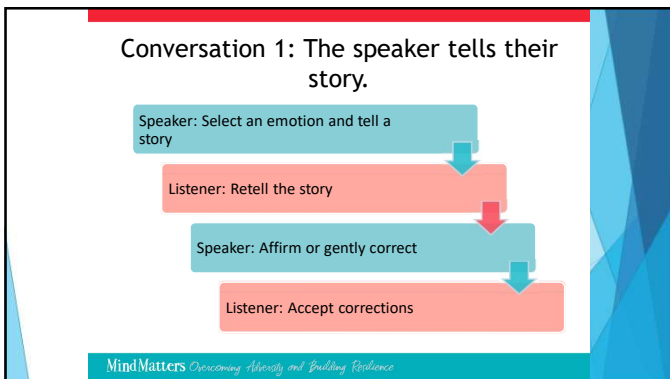 Conversation 1: The speaker tells their
story.
Speaker: Select an emotion and tell a
story
Listener: Retell the story
Speaker: Affirm or gently correct
Listener: Accept corrections
MindMatters Overcoming Adversity and Building Resilience